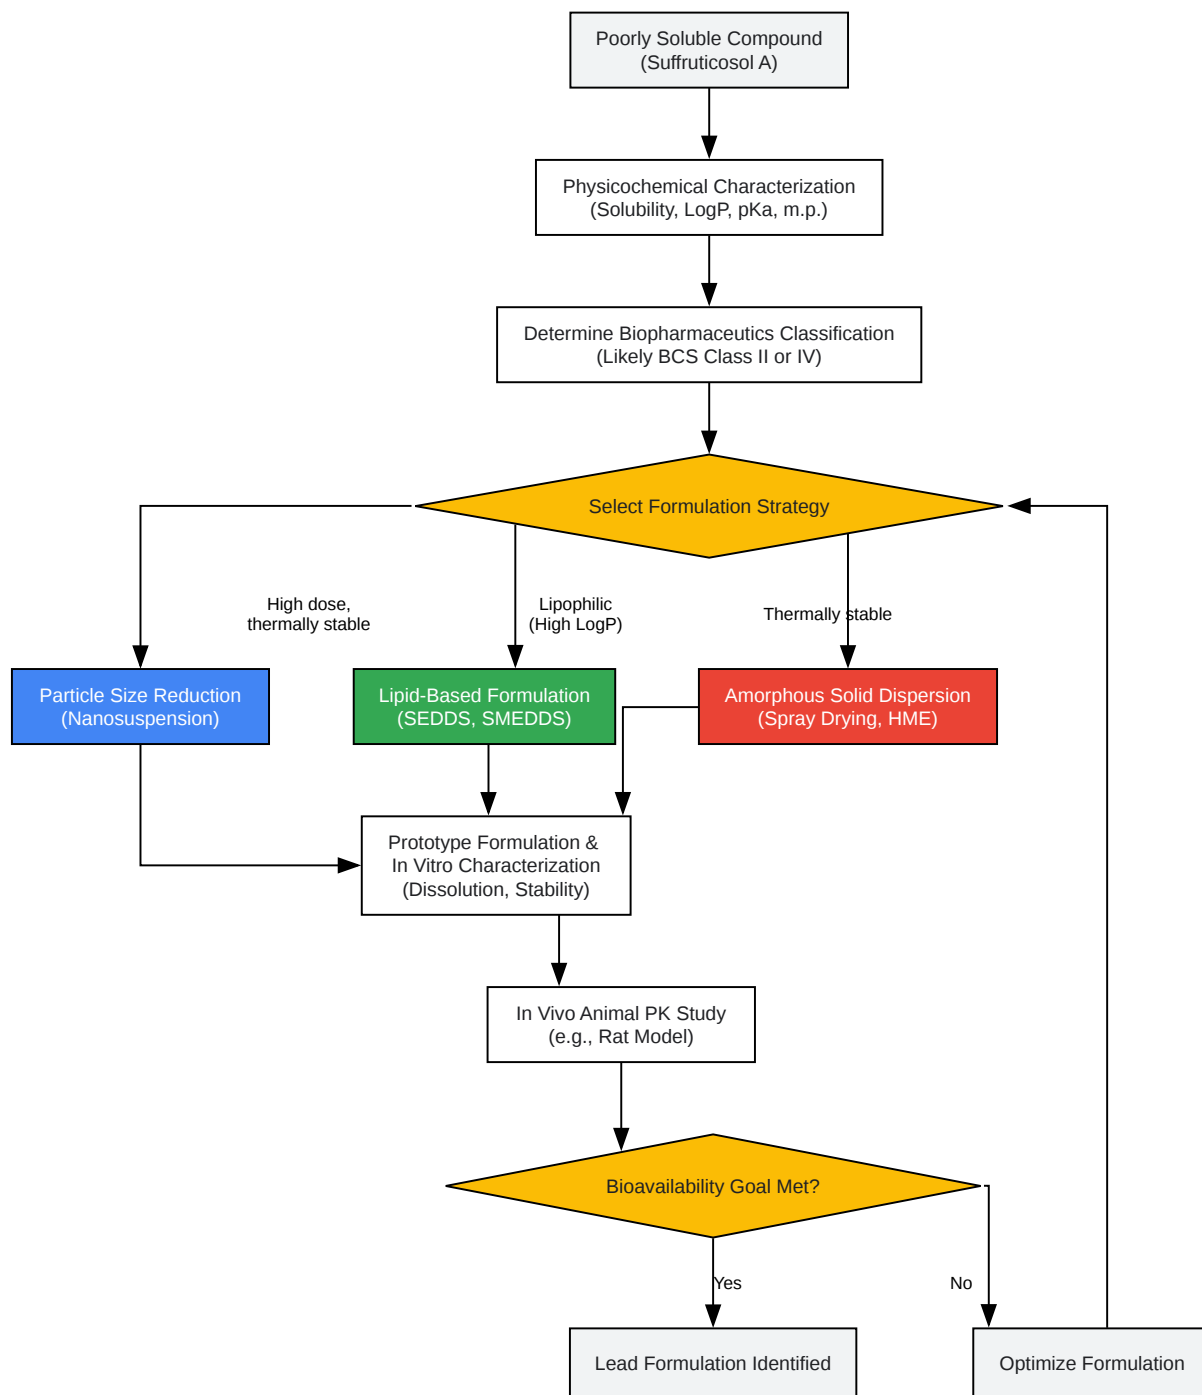 Poorly Soluble Compound
(Suffruticosol A)
Physicochemical Characterization
(Solubility, LogP, pKa, m.p.)
Determine Biopharmaceutics Classification
(Likely BCS Class II or IV)
Select Formulation Strategy
High dose,
thermally stable
Lipophilic
(High LogP)
Thermally stable
Particle Size Reduction
(Nanosuspension)
Lipid-Based Formulation
(SEDDS, SMEDDS)
Amorphous Solid Dispersion
(Spray Drying, HME)
Prototype Formulation &
In Vitro Characterization
(Dissolution, Stability)
In Vivo Animal PK Study
(e.g., Rat Model)
Bioavailability Goal Met?
Yes
No
Lead Formulation Identified
Optimize Formulation